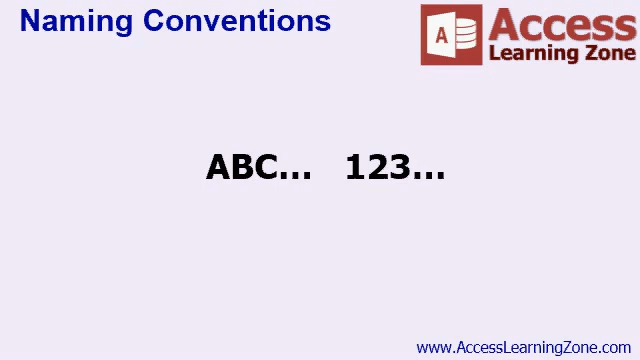 Naming Conventions
A Access
Learning Zone
ABC... 123...
www.AccessLearningZone.com